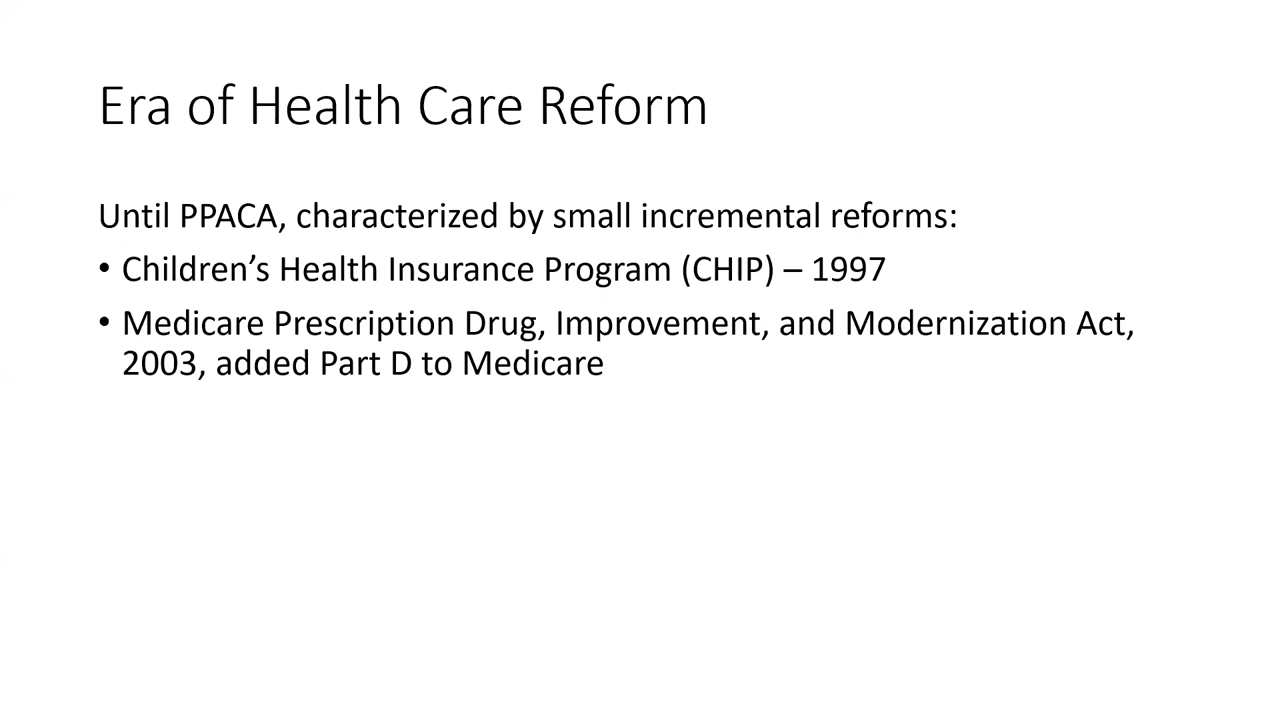 Era of Health Care Reform
Until PPACA, characterized by small incremental reforms:
• Children’s Health Insurance Program (CHIP) – 1997
• Medicare Prescription Drug, Improvement, and Modernization Act,
2003, added Part D to Medicare